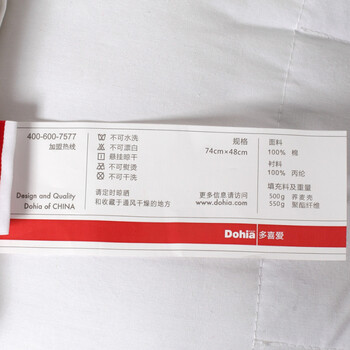 400-600-7577
加盟热线
Design and Quality
Dohia of CHINA
不可水洗
不可漂白
悬挂晾干
不可熨烫
不可干洗
请定时晾晒
和收藏于通风干燥的地方
规格
74cm×48cm
更多信息请访问
www.dohia.com
面料
100% 棉
材料
100% 丙纶
填充料及重量
500g 荞麦壳
550g 聚酯纤维
Dohia 多喜爱